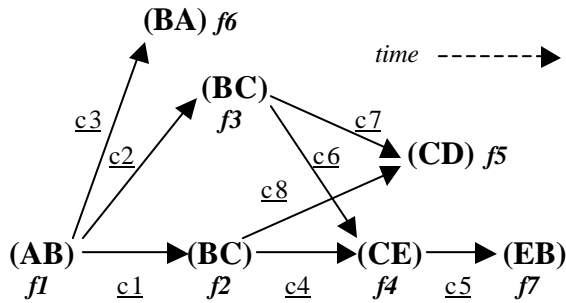 (BA) f6
time
c3
(BC)
f3
c2
c7
c6
(CD) f5
c8
(AB) (BC) (CE) (EB)
f1 c1 f2 c4 f4 c5 f7